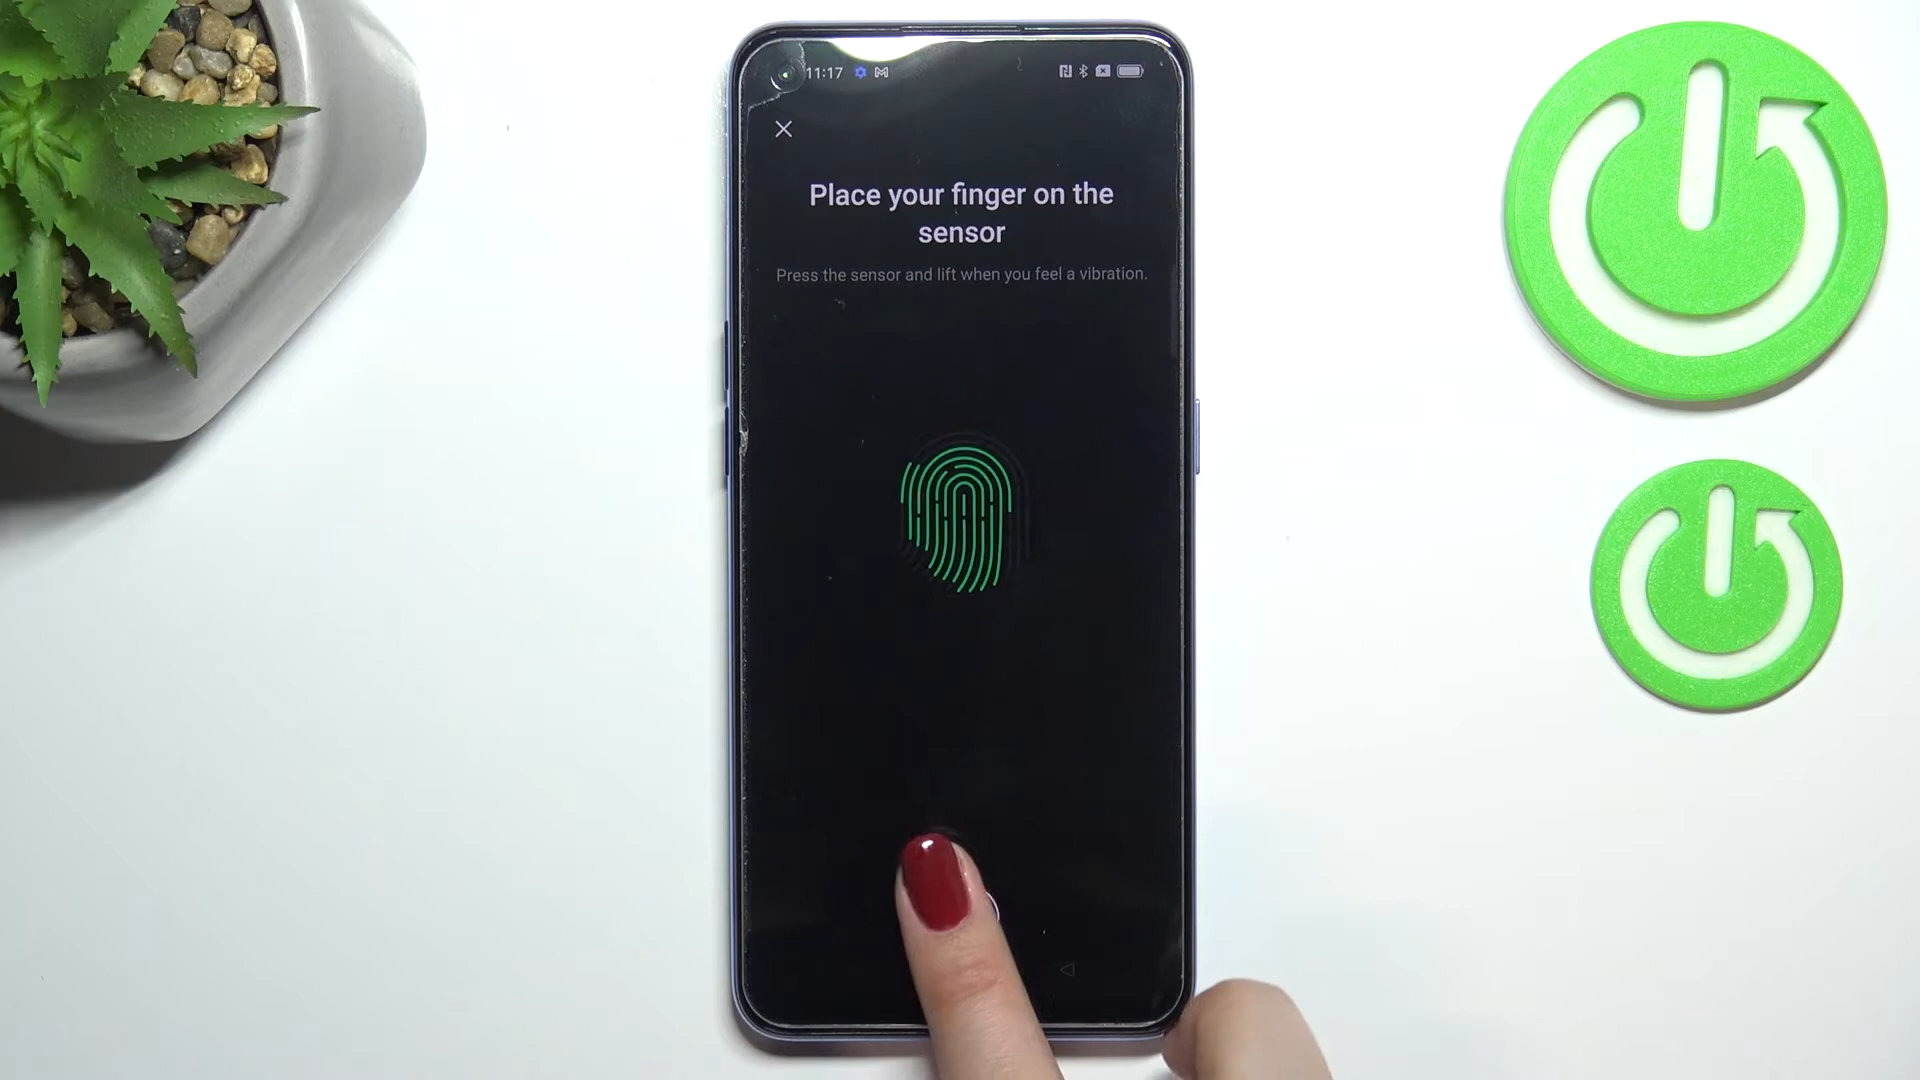 11:17
Place your finger on the
sensor
Press the sensor and lift when you feel a vibration.